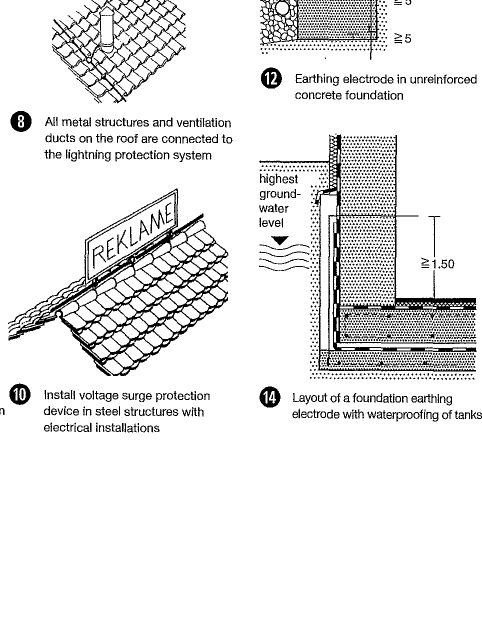 ≧5
≧5
12 Earthing electrode in unreinforced
concrete foundation
8 All metal structures and ventilation
ducts on the roof are connected to
the lightning protection system
highest
ground-
water
level
≧1.50
REKLAME
10 Install voltage surge protection
device in steel structures with
electrical installations
n
14 Layout of a foundation earthing
electrode with waterproofing of tanks